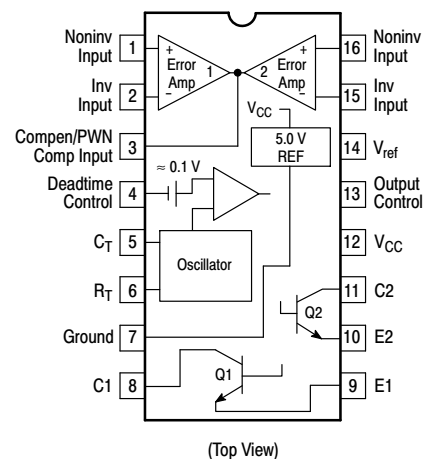 Noninv
Input
1
+
Error
Amp
1
2
+
Error
Amp
16
Noninv
Input
Inv
Input
2
–
–
15
Inv
Input
VCC
Compen/PWN
Comp Input
3
5.0 V
REF
14
Vref
≈ 0.1 V
Deadtime
Control
4
13
Output
Control
CT
5
12
VCC
Oscillator
RT
6
11
C2
Q2
Ground
7
10
E2
C1
8
Q1
9
E1
(Top View)